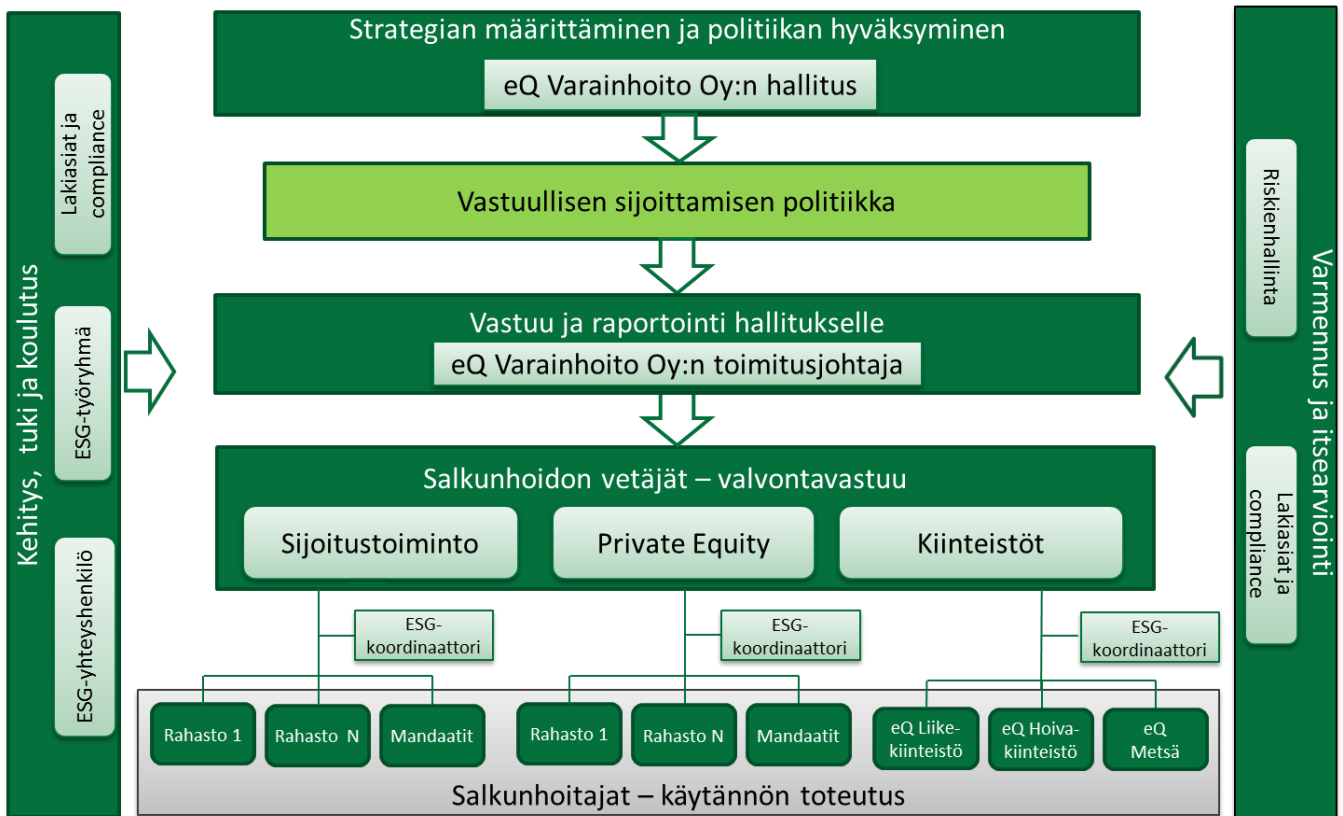 Strategian määrittäminen ja politiikan hyväksyminen
eQ Varainhoito Oy:n hallitus
Vastuullisen sijoittamisen politiikka
Vastuu ja raportointi hallitukselle
eQ Varainhoito Oy:n toimitusjohtaja
Salkunhoidon vetäjät – valvontavastuu
Sijoitustoiminto
Private Equity
Kiinteistöt
ESG-
koordinaattori
ESG-
koordinaattori
ESG-
koordinaattori
Rahasto 1
Rahasto N
Mandaatit
Rahasto 1
Rahasto N
Mandaatit
eQ Liike-
kiinteistö
eQ Hoiva-
kiinteistö
eQ
Metsä
Salkunhoitajat – käytännön toteutus
Kehitys, tuki ja koulutus
Lakiasiat ja
compliance
ESG-työryhmä
ESG-yhteyshenkilö
Varmennus ja itsearviointi
Riskienhallinta
Lakiasiat ja
compliance